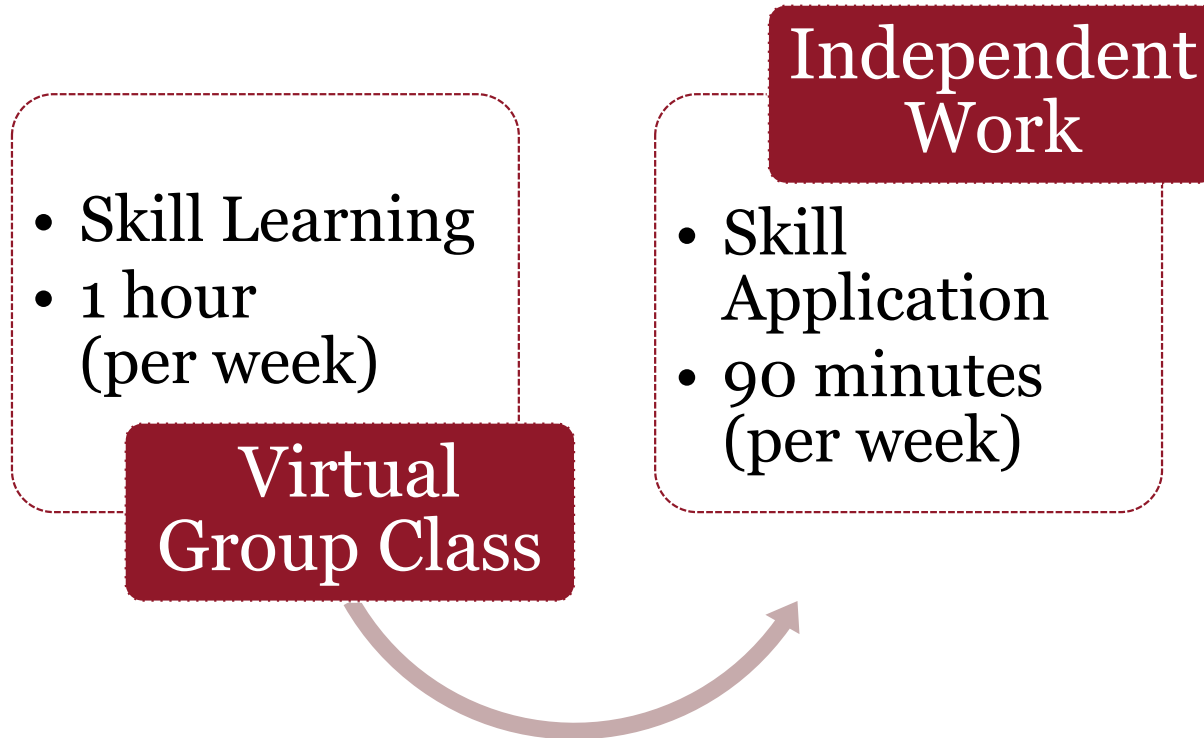 • Skill Learning
• 1 hour
(per week)
Virtual
Group Class
Independent
Work
• Skill
Application
• 90 minutes
(per week)